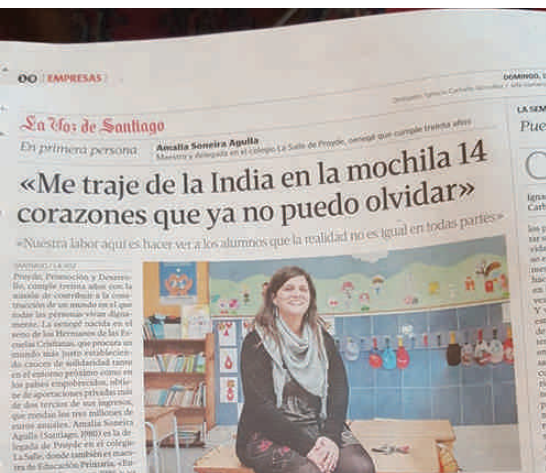 [EMPRESAS]
DOMINGO,
LA SEM
La Voz de Santiago
En primera persona
Amalia Soneira Agulla
Maestra y delegada en el colegio La Salle de Proyde, oenegé que cumple treinta años
«Me traje de la India en la mochila 14
corazones que ya no puedo olvidar»
«Nuestra labor aquí es hacer ver a los alumnos que la realidad no es igual en todas partes»
SANTIAGO / LA VOZ
Proyde, Promoción y Desarro-
llo, cumple treinta años con la
misión de contribuir a la cons-
trucción de un mundo en el que
todas las personas vivan digna-
mente. La oenegé nacida en el
seno de los Hermanos de las Es-
cuelas Cristianas, que procura un
mundo más justo establecien-
do cauces de solidaridad tanto
en el entorno próximo como en
los países empobrecidos, obtie-
ne de aportaciones privadas más
de dos tercios de sus ingresos,
que rondan los tres millones de
euros anuales. Amalia Soneira
Agulla (Santiago, 1980) es la de-
legada de Proyde en el colegio
La Salle, donde también es maes-
tra de Educación Primaria. «En
Pue
Igna
Carb